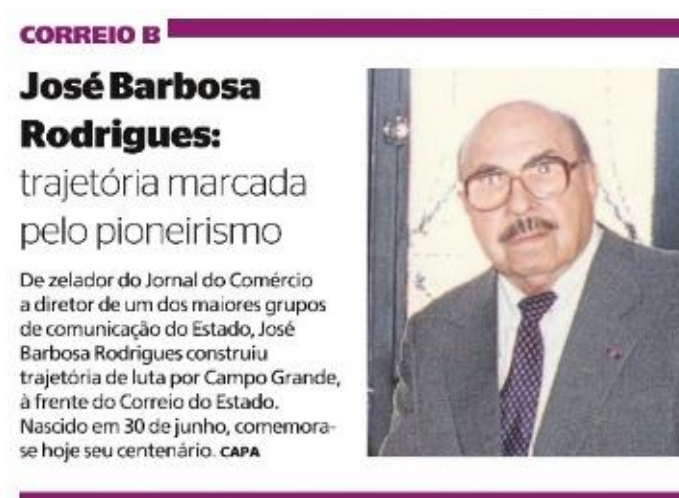 CORREIO B
José Barbosa
Rodrigues:
trajetória marcada
pelo pioneirismo
De zelador do Jornal do Comércio
a diretor de um dos maiores grupos
de comunicação do Estado, José
Barbosa Rodrigues construiu
trajetória de luta por Campo Grande,
à frente do Correio do Estado.
Nascido em 30 de junho, comemora-
se hoje seu centenário. CAPA